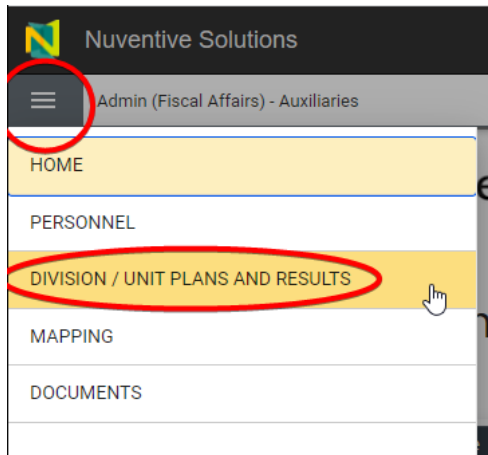 Nuventive Solutions
Admin (Fiscal Affairs) - Auxiliaries
HOME
PERSONNEL
DIVISION / UNIT PLANS AND RESULTS
MAPPING
DOCUMENTS